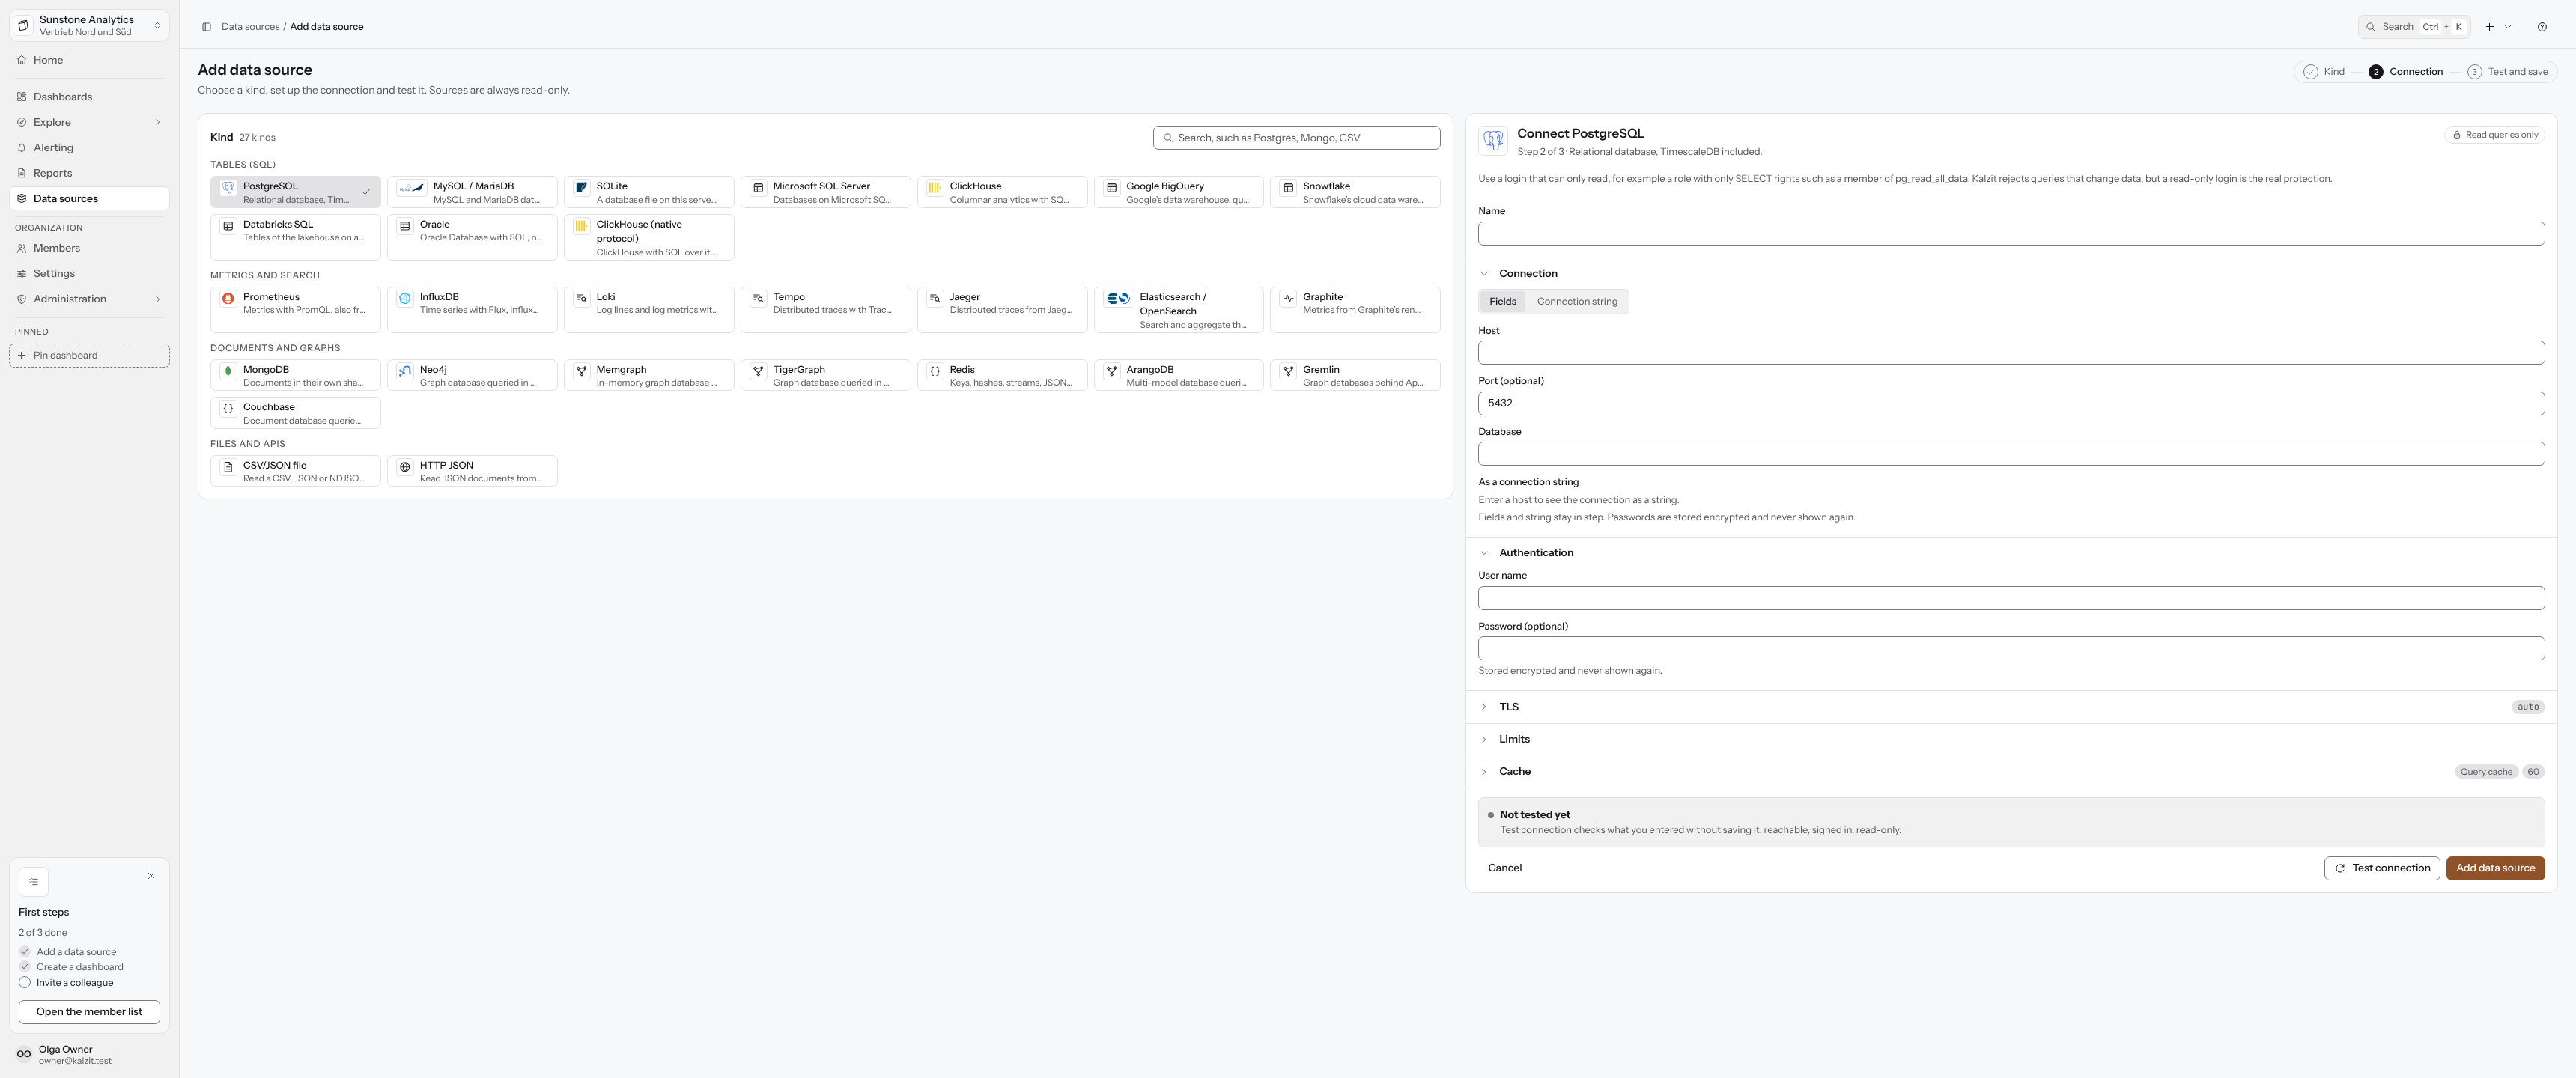 Sunstone Analytics
Vertrieb Nord und Süd
Home
Dashboards
Explore
Alerting
Reports
Data sources
ORGANIZATION
Members
Settings
Administration
PINNED
Pin dashboard
First steps
2 of 3 done
Add a data source
Create a dashboard
Invite a colleague
Open the member list
OO
Olga Owner
owner@kalzit.test
Data sources / Add data source
Search Ctrl + K
Add data source
Choose a kind, set up the connection and test it. Sources are always read-only.
Kind 2 Connection 3 Test and save
Kind 27 kinds
Search, such as Postgres, Mongo, CSV
TABLES (SQL)
PostgreSQL
Relational database, Tim...
MySQL / MariaDB
MySQL and MariaDB dat...
SQLite
A database file on this serve...
Microsoft SQL Server
Databases on Microsoft SQ...
ClickHouse
Columnar analytics with SQ...
Google BigQuery
Google's data warehouse, qu...
Snowflake
Snowflake's cloud data ware...
Databricks SQL
Tables of the lakehouse on a...
Oracle
Oracle Database with SQL, n...
ClickHouse (native
protocol)
ClickHouse with SQL over it...
METRICS AND SEARCH
Prometheus
Metrics with PromQL, also fr...
InfluxDB
Time series with Flux, Influx...
Loki
Log lines and log metrics wit...
Tempo
Distributed traces with Trac...
Jaeger
Distributed traces from Jaeg...
Elasticsearch /
OpenSearch
Search and aggregate th...
Graphite
Metrics from Graphite's ren...
DOCUMENTS AND GRAPHS
MongoDB
Documents in their own sha...
Neo4j
Graph database queried in ...
Memgraph
In-memory graph database ...
TigerGraph
Graph database queried in ...
Redis
Keys, hashes, streams, JSON...
ArangoDB
Multi-model database queri...
Gremlin
Graph databases behind Ap...
Couchbase
Document database querie...
FILES AND APIS
CSV/JSON file
Read a CSV, JSON or NDJSO...
HTTP JSON
Read JSON documents from...
Connect PostgreSQL
Step 2 of 3 · Relational database, TimescaleDB included.
Read queries only
Use a login that can only read, for example a role with only SELECT rights such as a member of pg_read_all_data. Kalzit rejects queries that change data, but a read-only login is the real protection.
Name
Connection
Fields Connection string
Host
Port (optional)
5432
Database
As a connection string
Enter a host to see the connection as a string.
Fields and string stay in step. Passwords are stored encrypted and never shown again.
Authentication
User name
Password (optional)
Stored encrypted and never shown again.
TLS auto
Limits
Cache Query cache 60
Not tested yet
Test connection checks what you entered without saving it: reachable, signed in, read-only.
Cancel Test connection Add data source